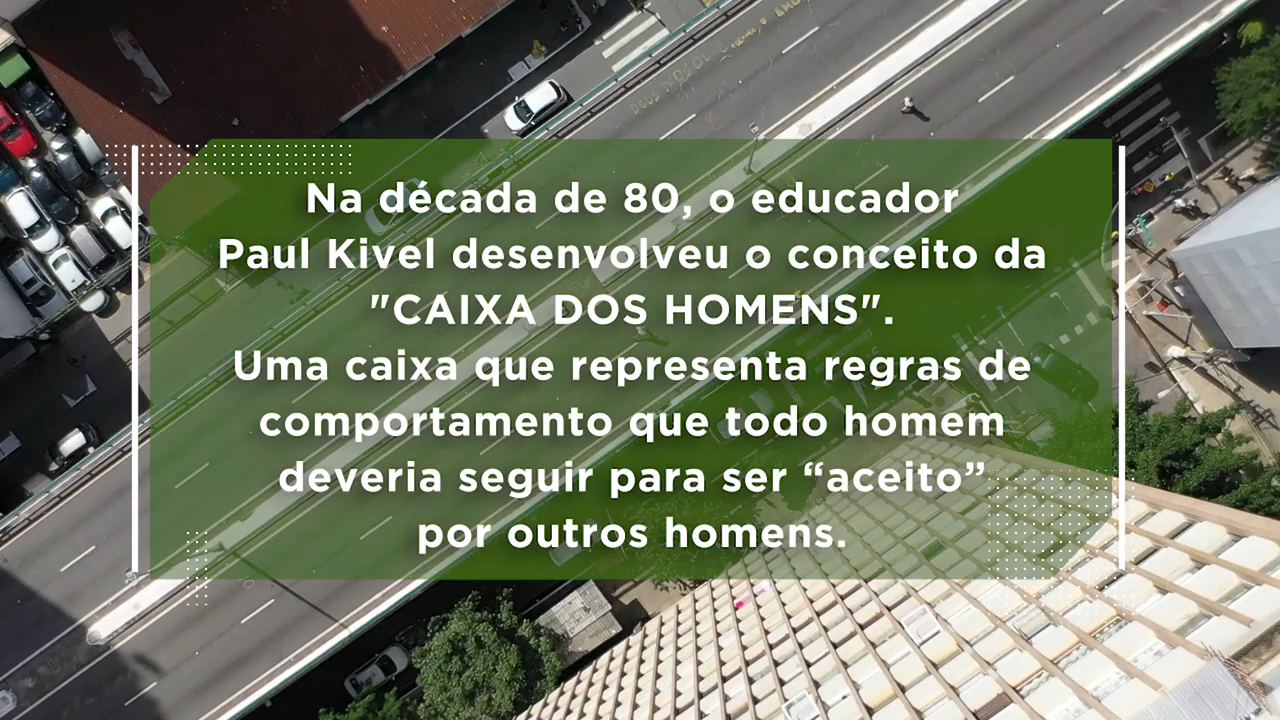 Na década de 80, o educador
Paul Kivel desenvolveu o conceito da
"CAIXA DOS HOMENS".
Uma caixa que representa regras de
comportamento que todo homem
deveria seguir para ser “aceito”
por outros homens.